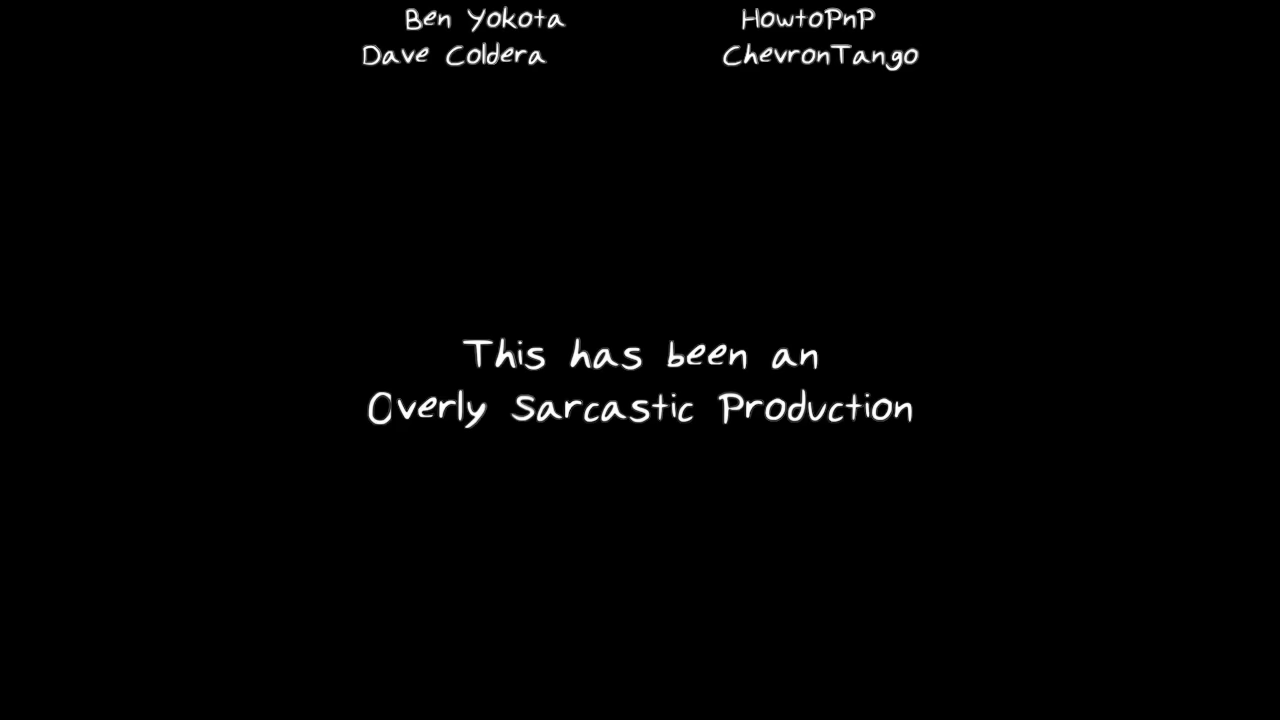 Ben Yokota HowtoPnP
Dave Coldera ChevronTango
This has been an
Overly Sarcastic Production